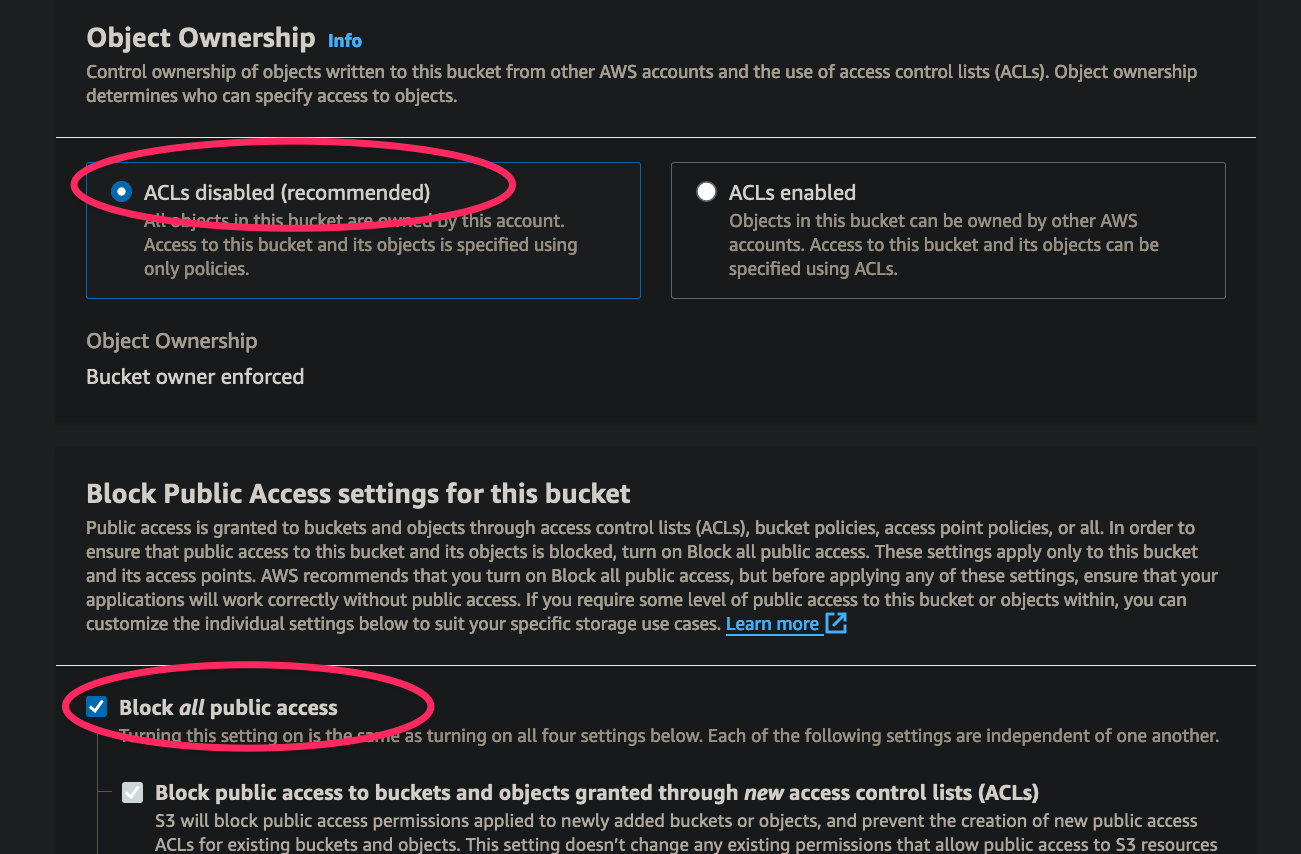 Object Ownership Info
Control ownership of objects written to this bucket from other AWS accounts and the use of access control lists (ACLs). Object ownership
determines who can specify access to objects.
ACLs disabled (recommended)
All objects in this bucket are owned by this account.
Access to this bucket and its objects is specified using
only policies.
ACLs enabled
Objects in this bucket can be owned by other AWS
accounts. Access to this bucket and its objects can be
specified using ACLs.
Object Ownership
Bucket owner enforced
Block Public Access settings for this bucket
Public access is granted to buckets and objects through access control lists (ACLs), bucket policies, access point policies, or all. In order to
ensure that public access to this bucket and its objects is blocked, turn on Block all public access. These settings apply only to this bucket
and its access points. AWS recommends that you turn on Block all public access, but before applying any of these settings, ensure that your
applications will work correctly without public access. If you require some level of public access to this bucket or objects within, you can
customize the individual settings below to suit your specific storage use cases. Learn more
Block all public access
Turning this setting on is the same as turning on all four settings below. Each of the following settings are independent of one another.
Block public access to buckets and objects granted through new access control lists (ACLs)
S3 will block public access permissions applied to newly added buckets or objects, and prevent the creation of new public access
ACLs for existing buckets and objects. This setting doesn't change any existing permissions that allow public access to S3 resources